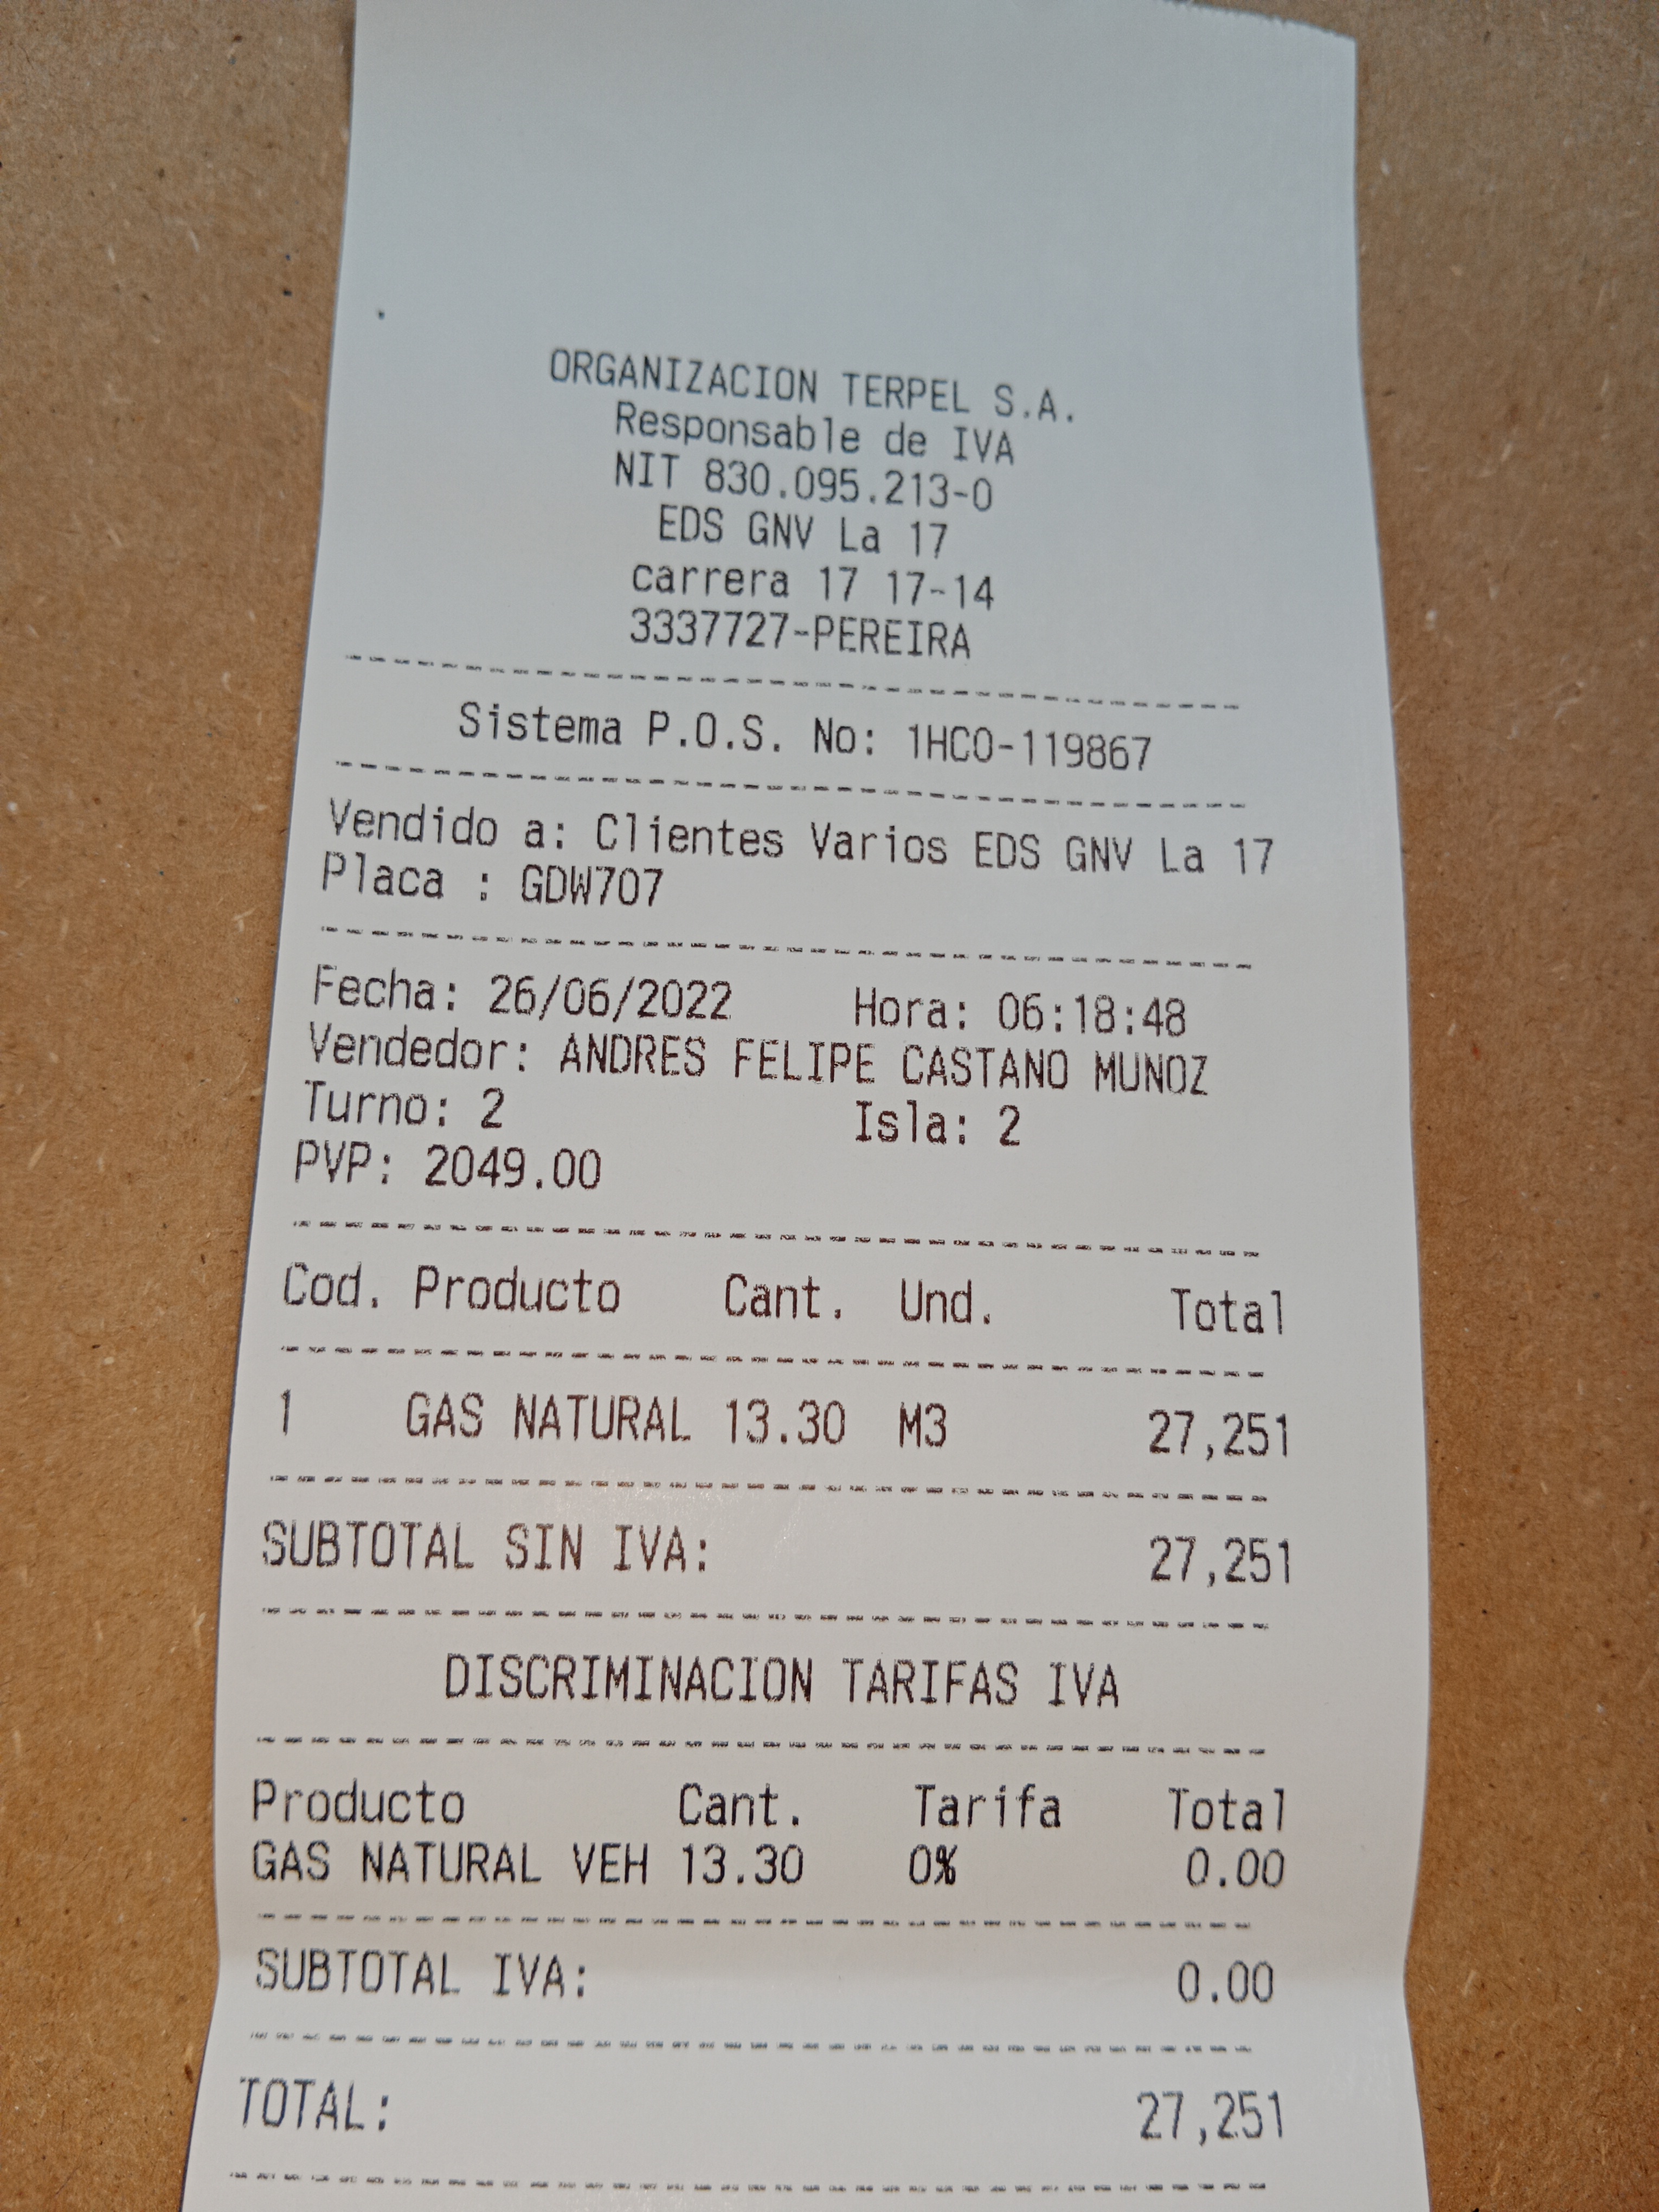 ORGANIZACION TERPEL S.A.
Responsable de IVA
NIT 830.095.213-0
EDS GNV La 17
carrera 17 17-14
3337727-PEREIRA
Sistema P.O.S. No: 1HCO-119867
Vendido a: Clientes Varios EDS GNV La 17
Placa : GDW707
Fecha: 26/06/2022 Hora: 06:18:48
Vendedor: ANDRES FELIPE CASTANO MUNOZ
Turno: 2 Isla: 2
PVP: 2049.00
Cod. Producto Cant. Und. Total
1 GAS NATURAL 13.30 M3 27,251
SUBTOTAL SIN IVA: 27,251
DISCRIMINACION TARIFAS IVA
Producto Cant. Tarifa Total
GAS NATURAL VEH 13.30 0% 0.00
SUBTOTAL IVA: 0.00
TOTAL: 27,251